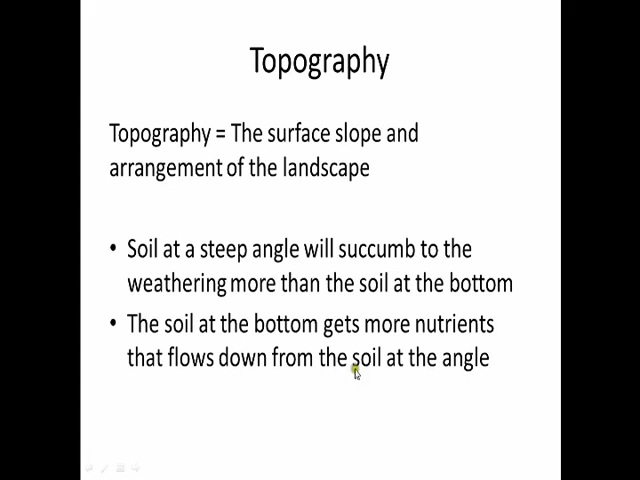 Topography
Topography = The surface slope and
arrangement of the landscape
• Soil at a steep angle will succumb to the
weathering more than the soil at the bottom
• The soil at the bottom gets more nutrients
that flows down from the soil at the angle